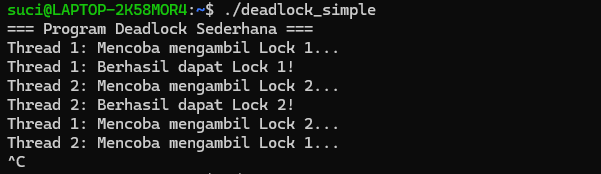 suci@LAPTOP-2K58MOR4:~$ ./deadlock_simple
=== Program Deadlock Sederhana ===
Thread 1: Mencoba mengambil Lock 1...
Thread 1: Berhasil dapat Lock 1!
Thread 2: Mencoba mengambil Lock 2...
Thread 2: Berhasil dapat Lock 2!
Thread 1: Mencoba mengambil Lock 2...
Thread 2: Mencoba mengambil Lock 1...
^C